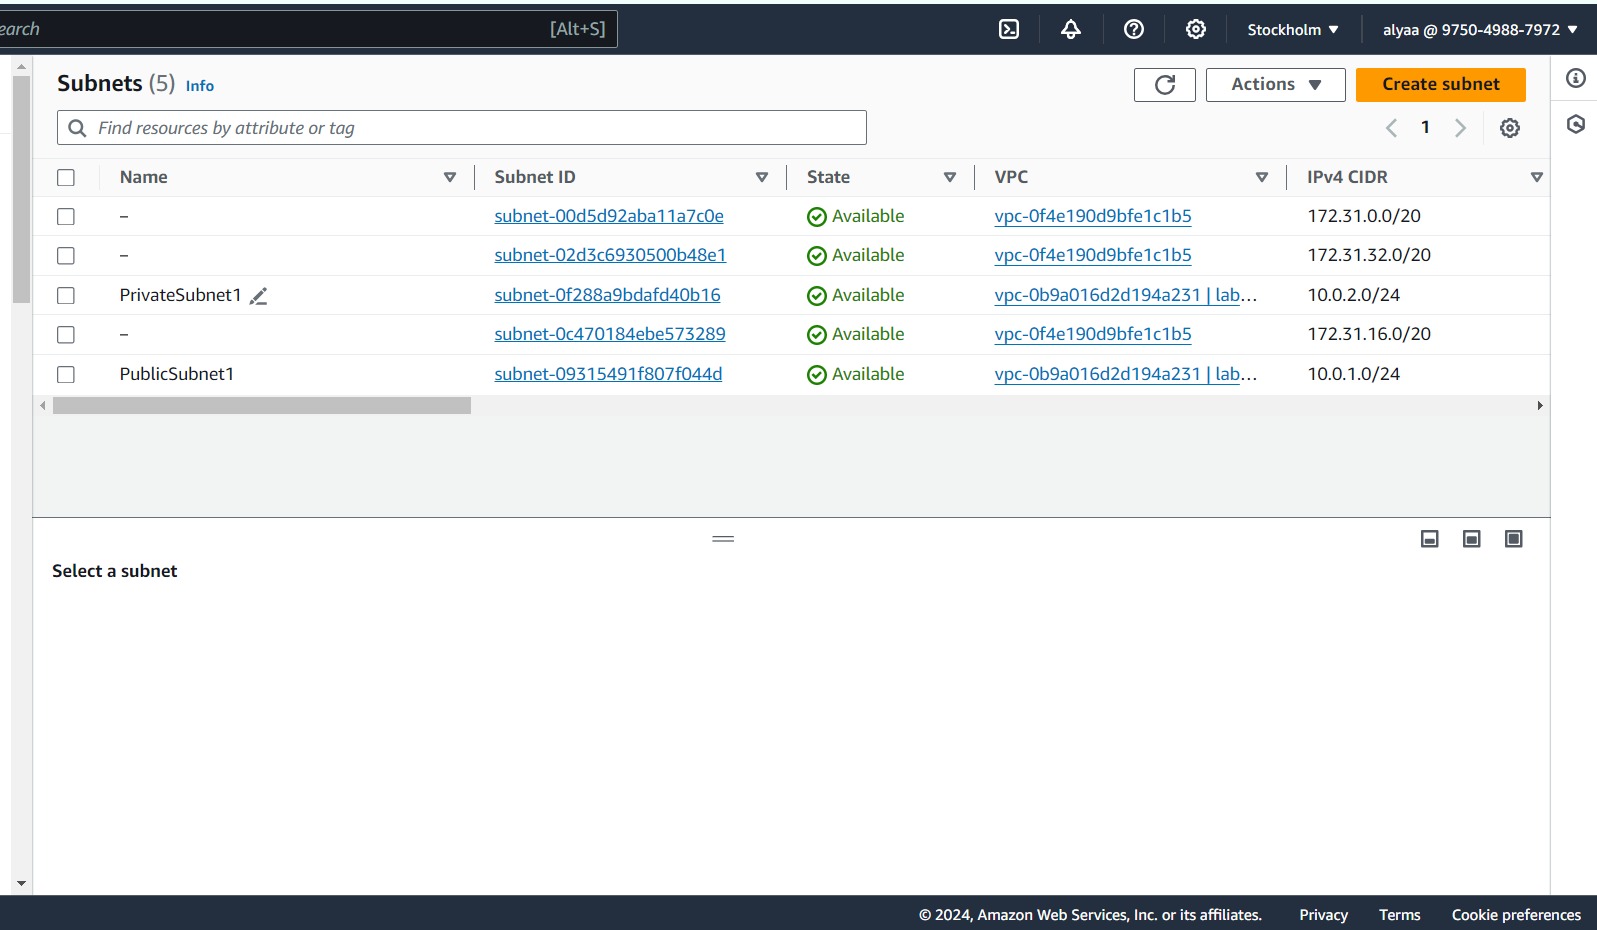 earch [Alt+S] Stockholm ▼ alyaa @ 9750-4988-7972 ▼
Subnets (5) Info Actions ▼ Create subnet
Find resources by attribute or tag 1
Name Subnet ID State VPC IPv4 CIDR
– subnet-00d5d92aba11a7c0e Available vpc-0f4e190d9bfe1c1b5 172.31.0.0/20
– subnet-02d3c6930500b48e1 Available vpc-0f4e190d9bfe1c1b5 172.31.32.0/20
PrivateSubnet1 subnet-0f288a9bdafd40b16 Available vpc-0b9a016d2d194a231 | lab... 10.0.2.0/24
– subnet-0c470184ebe573289 Available vpc-0f4e190d9bfe1c1b5 172.31.16.0/20
PublicSubnet1 subnet-09315491f807f044d Available vpc-0b9a016d2d194a231 | lab... 10.0.1.0/24
Select a subnet
© 2024, Amazon Web Services, Inc. or its affiliates. Privacy Terms Cookie preferences